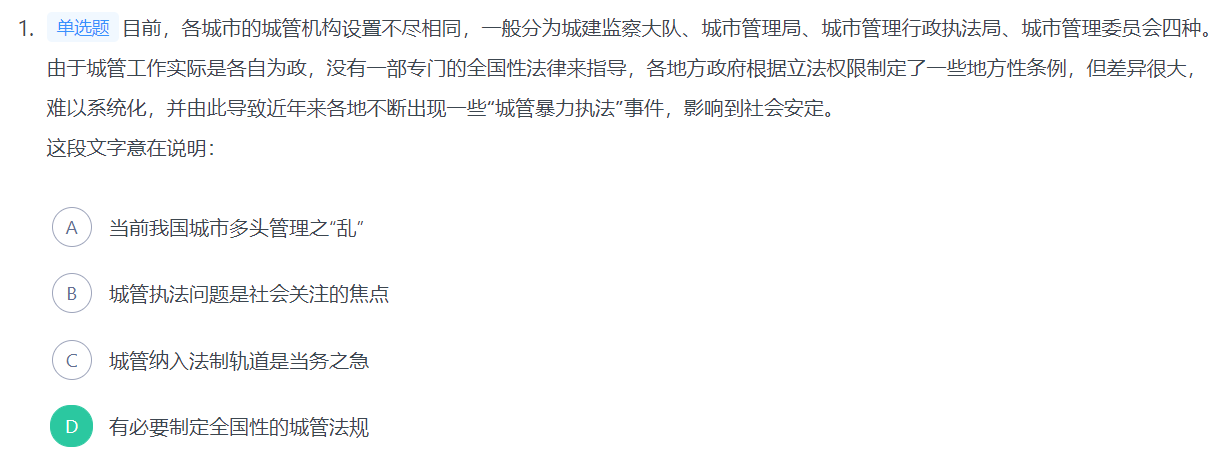 1. 单选题 目前，各城市的城管机构设置不尽相同，一般分为城建监察大队、城市管理局、城市管理行政执法局、城市管理委员会四种。
由于城管工作实际是各自为政，没有一部专门的全国性法律来指导，各地方政府根据立法权限制定了一些地方性条例，但差异很大，
难以系统化，并由此导致近年来各地不断出现一些“城管暴力执法”事件，影响到社会安定。
这段文字意在说明：
A 当前我国城市多头管理之“乱”
B 城管执法问题是社会关注的焦点
C 城管纳入法制轨道是当务之急
D 有必要制定全国性的城管法规